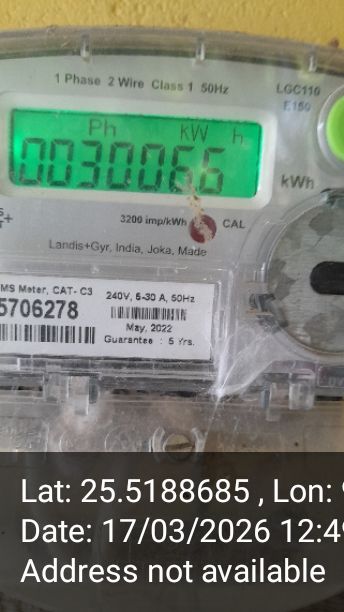 1 Phase 2 Wire Class 1 50Hz
LGC110
E150
Ph kW h
0030066
kWh
3200 imp/kWh
CAL
Landis+Gyr, India, Joka, Made
MS Meter, CAT- C3
5706278
240V, 5-30 A, 50Hz
May, 2022
Guarantee : 5 Yrs.
Lat: 25.5188685 , Lon:
Date: 17/03/2026 12:49
Address not available